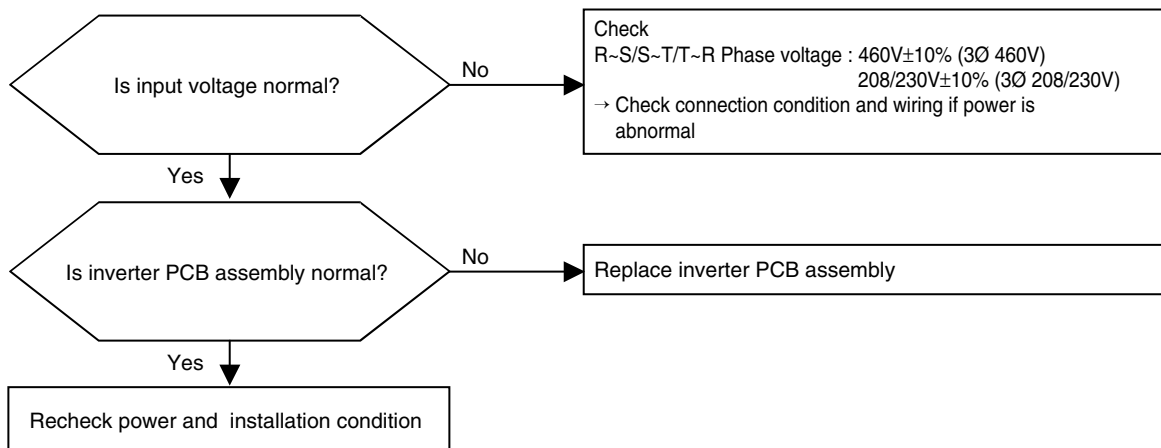 Is input voltage normal?
No
Check
R~S/S~T/T~R Phase voltage : 460V±10% (3Ø 460V)
208/230V±10% (3Ø 208/230V)
→ Check connection condition and wiring if power is
abnormal
Yes
Is inverter PCB assembly normal?
No
Replace inverter PCB assembly
Yes
Recheck power and installation condition